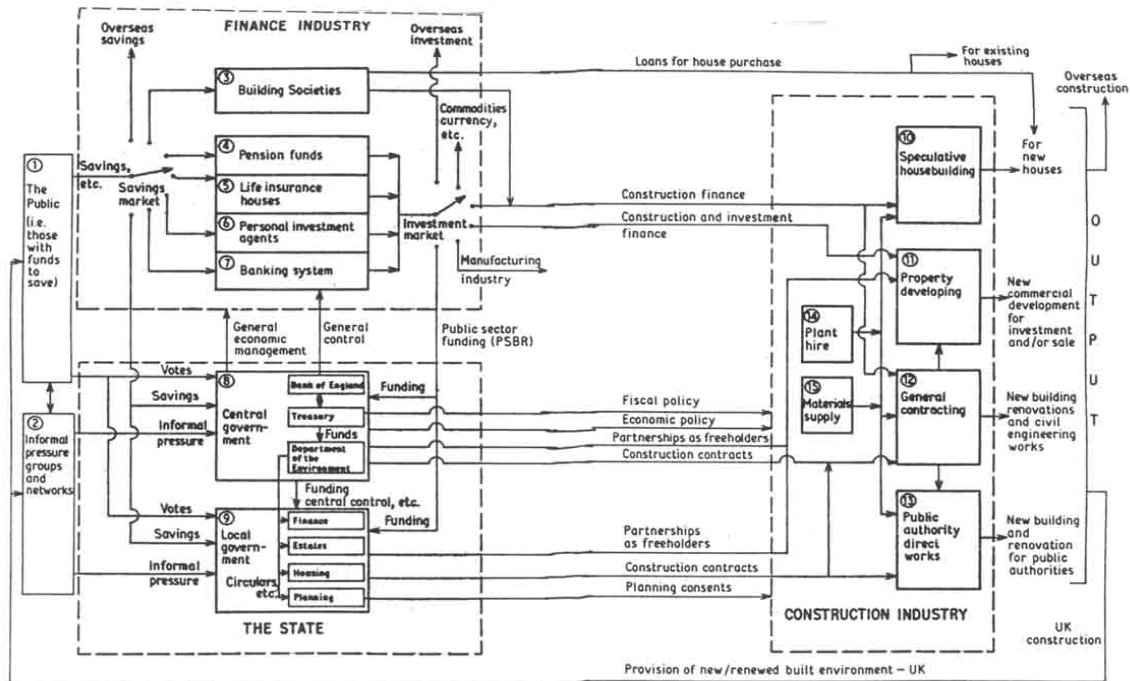 Overseas
savings
FINANCE INDUSTRY
Overseas
investment
③
Building Societies
Loans for house purchase
For existing
houses
Overseas
construction
Commodities
currency,
etc.
①
The
Public
(i.e.
those
with
funds
to
save)
Savings,
etc.
Savings
market
④
Pension funds
⑤
Life insurance
houses
⑥
Personal investment
agents
⑦
Banking system
Investment
market
Manufacturing
industry
Construction finance
Construction and investment
finance
⑩
Speculative
housebuilding
For
new
houses
⑪
Property
developing
New
commercial
development
for
investment
and/or sale
OUTPUT
⑭
Plant
hire
⑮
Materials
supply
⑫
General
contracting
New building
renovations
and civil
engineering
works
⑬
Public
authority
direct
works
New building
and
renovation
for public
authorities
General
economic
management
General
control
Public sector
funding (PSBR)
②
Informal
pressure
groups
and
networks
Votes
Savings
Informal
pressure
⑧
Central
government
Bank of England
Treasury
Funds
Department
of the
Environment
Funding
Fiscal policy
Economic policy
Partnerships as freeholders
Construction contracts
Funding
central control, etc.
Votes
Savings
Informal
pressure
⑨
Local
govern-
ment
Circulars,
etc.
Finance
Estates
Housing
Planning
Funding
Partnerships
as freeholders
Construction contracts
Planning consents
THE STATE
CONSTRUCTION INDUSTRY
UK
construction
Provision of new/renewed built environment – UK